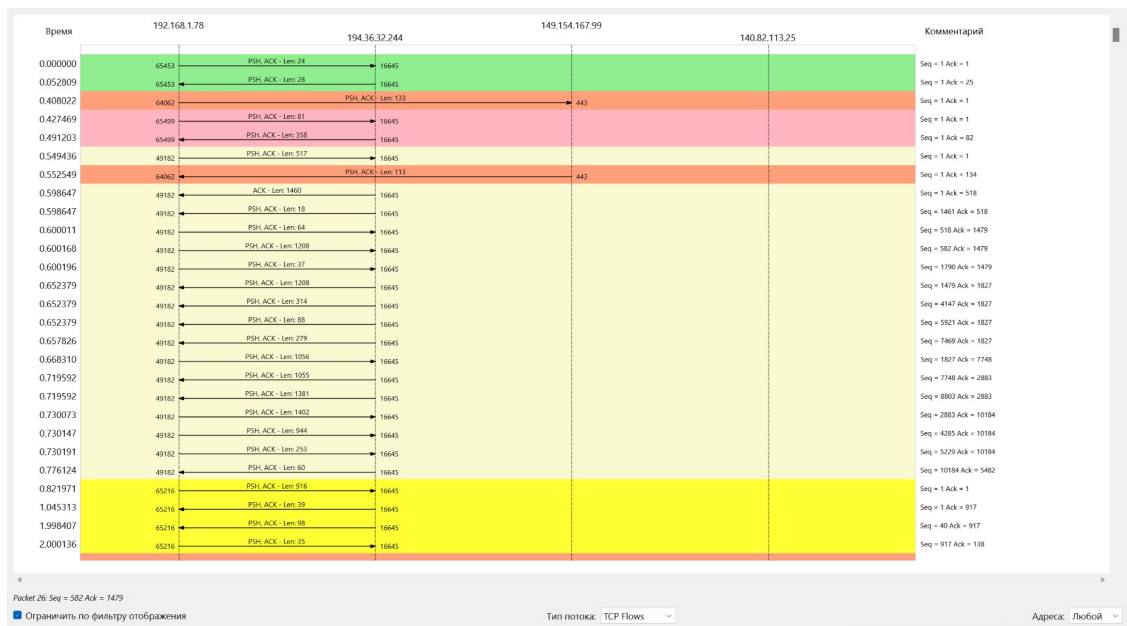 Время 192.168.1.78 194.36.32.244 149.154.167.99 140.82.113.25 Комментарий
0.000000 65453 PSH, ACK - Len: 24 16645 Seq = 1 Ack = 1
0.052809 65453 PSH, ACK - Len: 28 16645 Seq = 1 Ack = 25
0.408022 64062 PSH, ACK - Len: 133 443 Seq = 1 Ack = 1
0.427469 65499 PSH, ACK - Len: 81 16645 Seq = 1 Ack = 1
0.491203 65499 PSH, ACK - Len: 358 16645 Seq = 1 Ack = 82
0.549436 49182 PSH, ACK - Len: 517 16645 Seq = 1 Ack = 1
0.552549 64062 PSH, ACK - Len: 113 443 Seq = 1 Ack = 134
0.598647 49182 ACK - Len: 1460 16645 Seq = 1 Ack = 518
0.598647 49182 PSH, ACK - Len: 18 16645 Seq = 1461 Ack = 518
0.600011 49182 PSH, ACK - Len: 64 16645 Seq = 518 Ack = 1479
0.600168 49182 PSH, ACK - Len: 1208 16645 Seq = 582 Ack = 1479
0.600196 49182 PSH, ACK - Len: 37 16645 Seq = 1790 Ack = 1479
0.652379 49182 PSH, ACK - Len: 1208 16645 Seq = 1479 Ack = 1827
0.652379 49182 PSH, ACK - Len: 314 16645 Seq = 4147 Ack = 1827
0.652379 49182 PSH, ACK - Len: 88 16645 Seq = 5921 Ack = 1827
0.657826 49182 PSH, ACK - Len: 279 16645 Seq = 7469 Ack = 1827
0.668310 49182 PSH, ACK - Len: 1056 16645 Seq = 1827 Ack = 7748
0.719592 49182 PSH, ACK - Len: 1055 16645 Seq = 7748 Ack = 2883
0.719592 49182 PSH, ACK - Len: 1381 16645 Seq = 8803 Ack = 2883
0.730073 49182 PSH, ACK - Len: 1402 16645 Seq = 2883 Ack = 10184
0.730147 49182 PSH, ACK - Len: 944 16645 Seq = 4285 Ack = 10184
0.730191 49182 PSH, ACK - Len: 253 16645 Seq = 5229 Ack = 10184
0.776124 49182 PSH, ACK - Len: 60 16645 Seq = 10184 Ack = 5482
0.821971 65216 PSH, ACK - Len: 916 16645 Seq = 1 Ack = 1
1.045313 65216 PSH, ACK - Len: 39 16645 Seq = 1 Ack = 917
1.998407 65216 PSH, ACK - Len: 98 16645 Seq = 40 Ack = 917
2.000136 65216 PSH, ACK - Len: 35 16645 Seq = 917 Ack = 138
Packet 26: Seq = 582 Ack = 1479
Ограничить по фильтру отображения Тип потока: TCP Flows Адреса: Любой